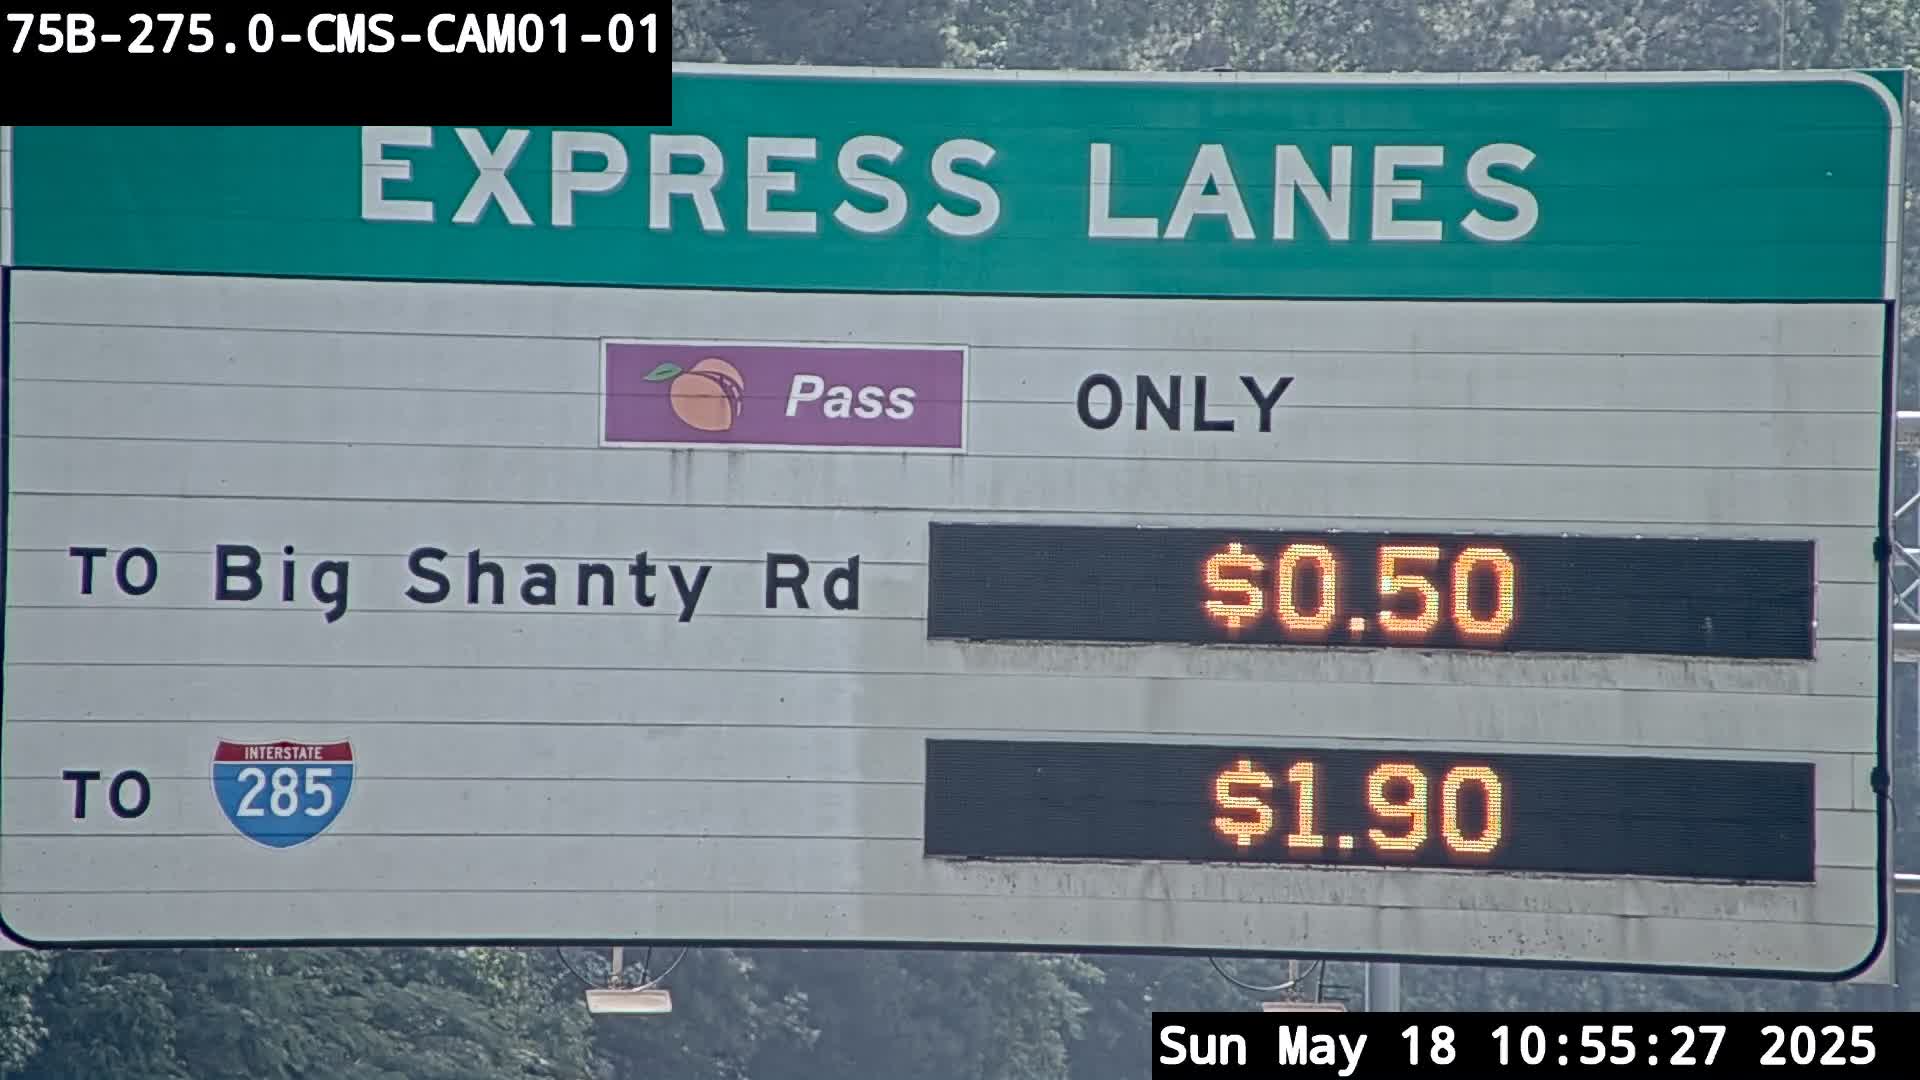 75B-275.0-CMS-CAM01-01
EXPRESS LANES
Pass ONLY
TO Big Shanty Rd $0.50
INTERSTATE
TO 285 $1.90
Sun May 18 10:55:27 2025